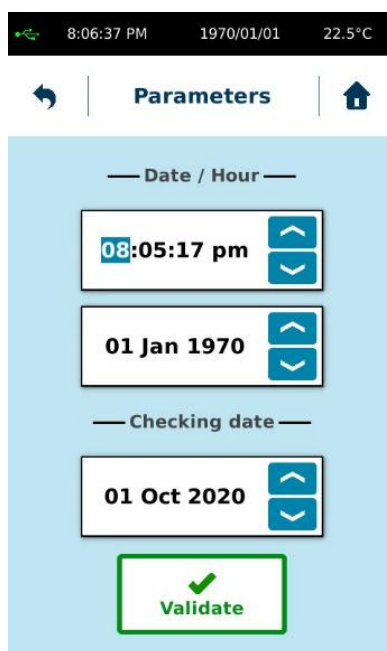 8:06:37 PM 1970/01/01 22.5°C
Parameters
Date / Hour
08:05:17 pm
01 Jan 1970
Checking date
01 Oct 2020
Validate